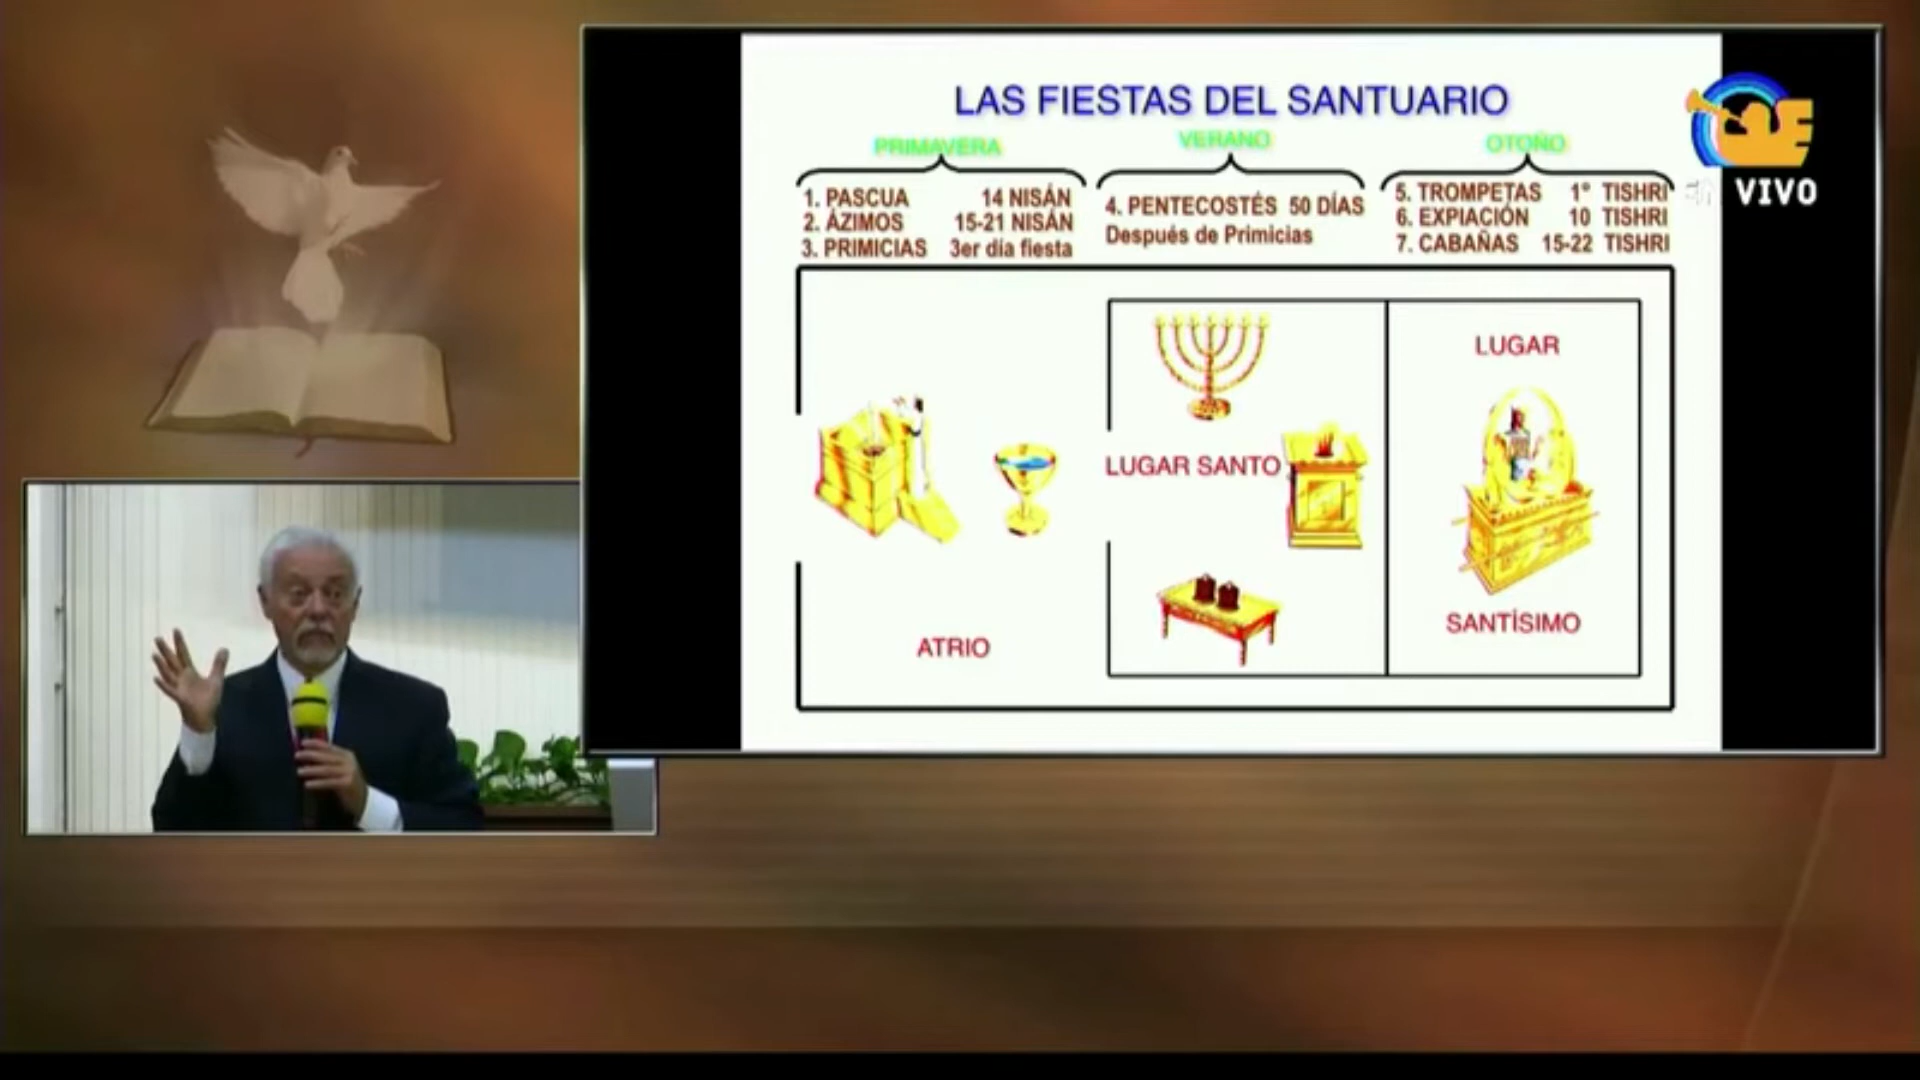 LAS FIESTAS DEL SANTUARIO
PRIMAVERA
1. PASCUA 14 NISÁN
2. ÁZIMOS 15-21 NISÁN
3. PRIMICIAS 3er día fiesta
VERANO
4. PENTECOSTÉS 50 DÍAS
Después de Primicias
OTOÑO
5. TROMPETAS 1° TISHRI
6. EXPIACIÓN 10 TISHRI
7. CABAÑAS 15-22 TISHRI
ATRIO
LUGAR SANTO
LUGAR
SANTÍSIMO
VIVO